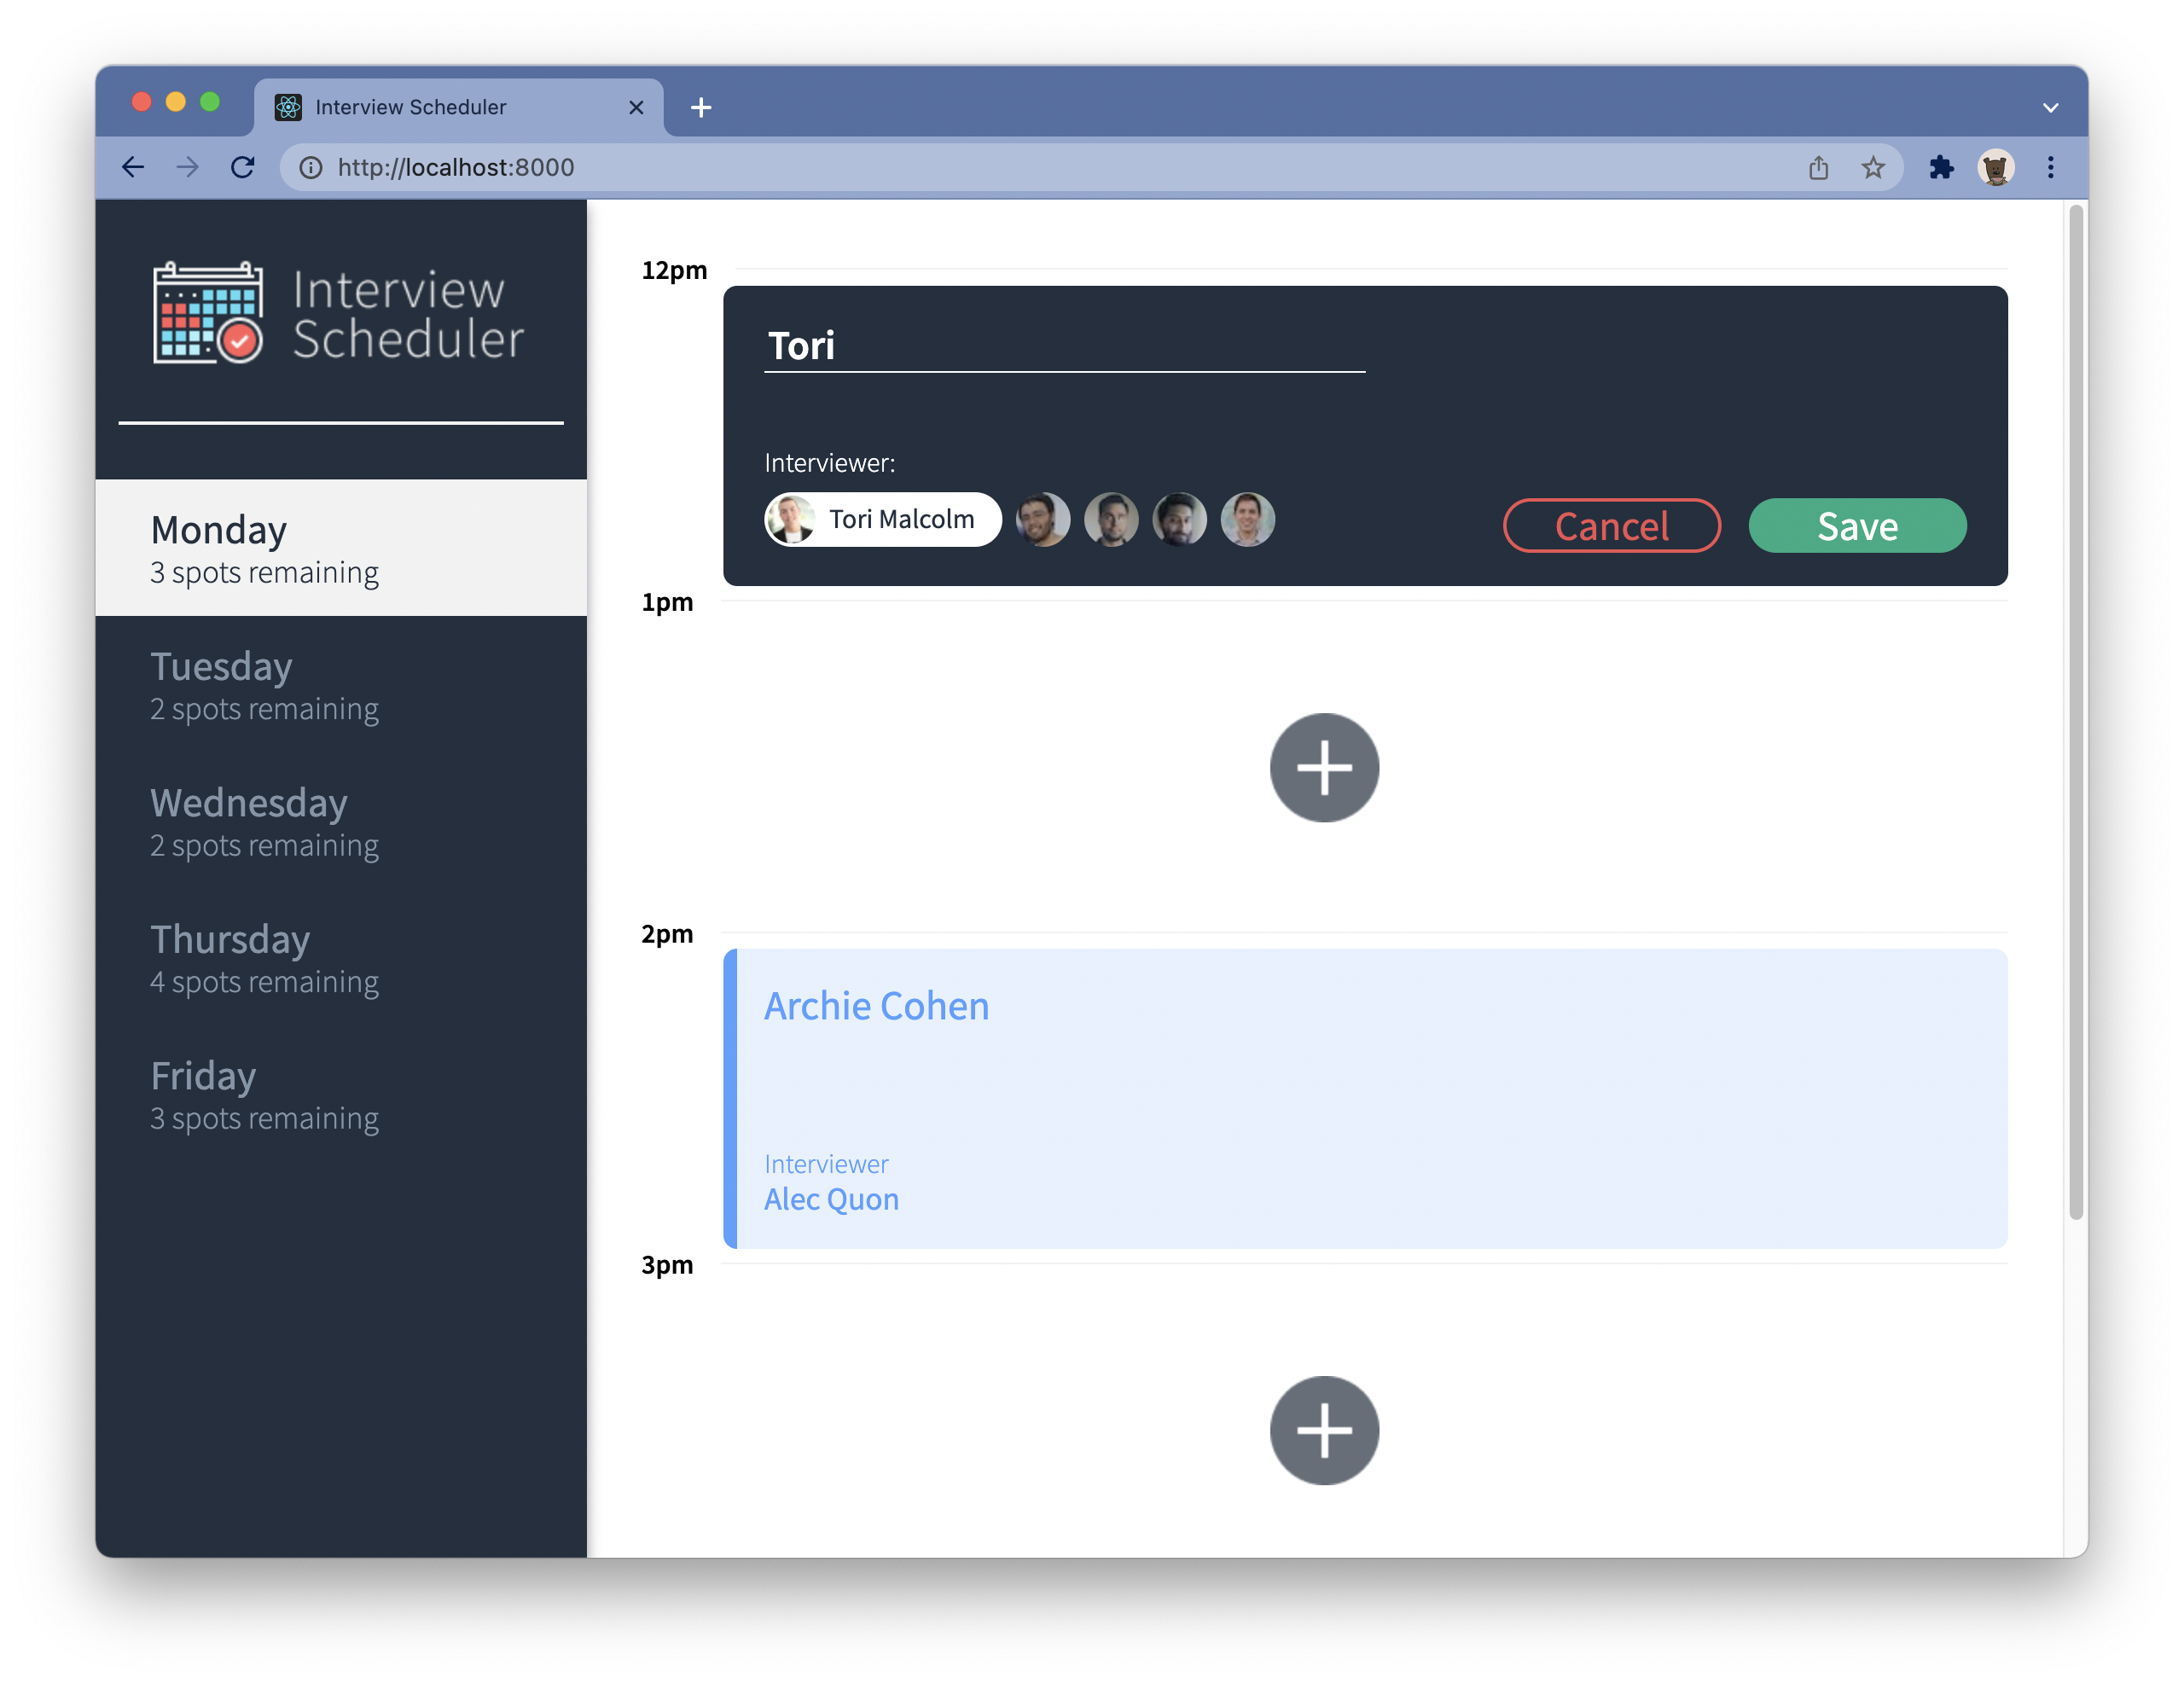 Interview Scheduler
http://localhost:8000
Interview
Scheduler
Monday
3 spots remaining
Tuesday
2 spots remaining
Wednesday
2 spots remaining
Thursday
4 spots remaining
Friday
3 spots remaining
12pm
Tori
Interviewer:
Tori Malcolm
Cancel
Save
1pm
2pm
Archie Cohen
Interviewer
Alec Quon
3pm